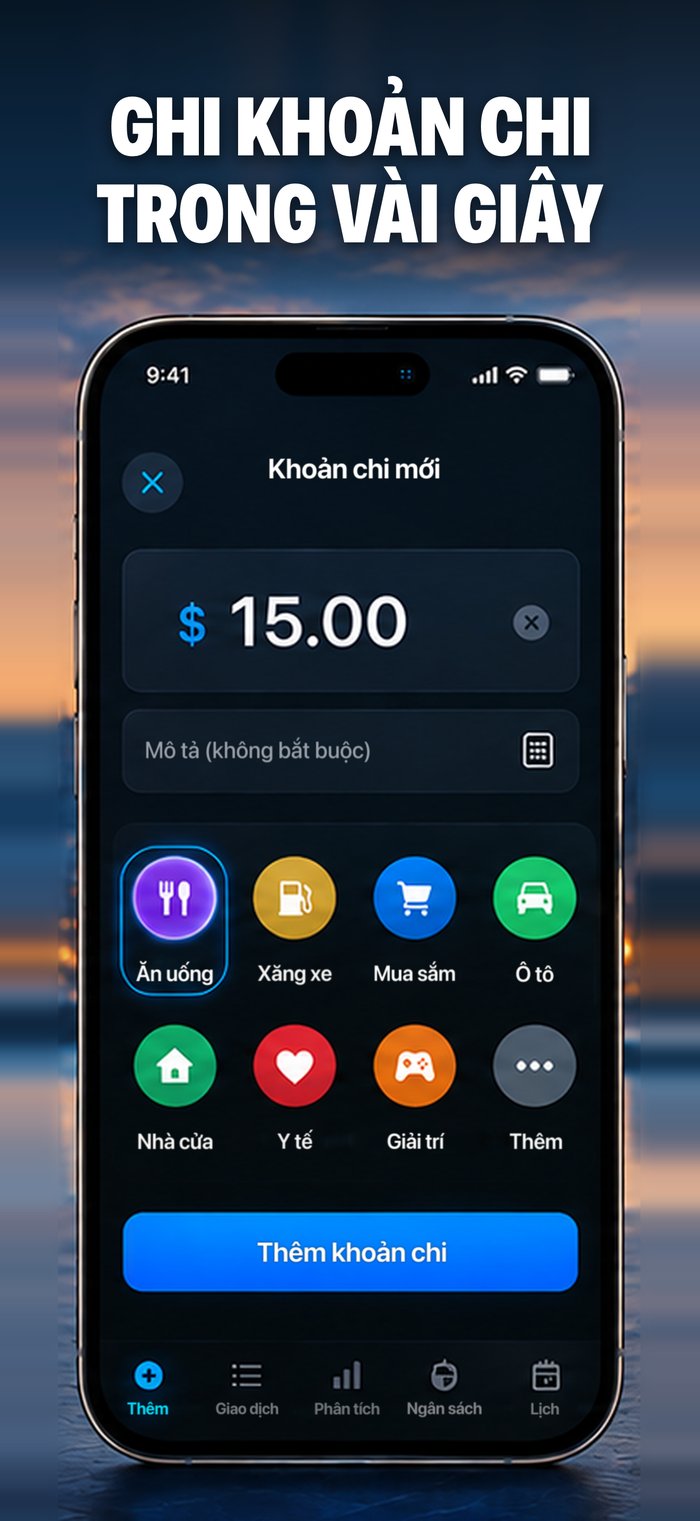 GHI KHOẢN CHI
TRONG VÀI GIÂY
9:41
Khoản chi mới
$ 15.00
Mô tả (không bắt buộc)
Ăn uống Xăng xe Mua sắm Ô tô
Nhà cửa Y tế Giải trí Thêm
Thêm khoản chi
Thêm Giao dịch Phân tích Ngân sách Lịch